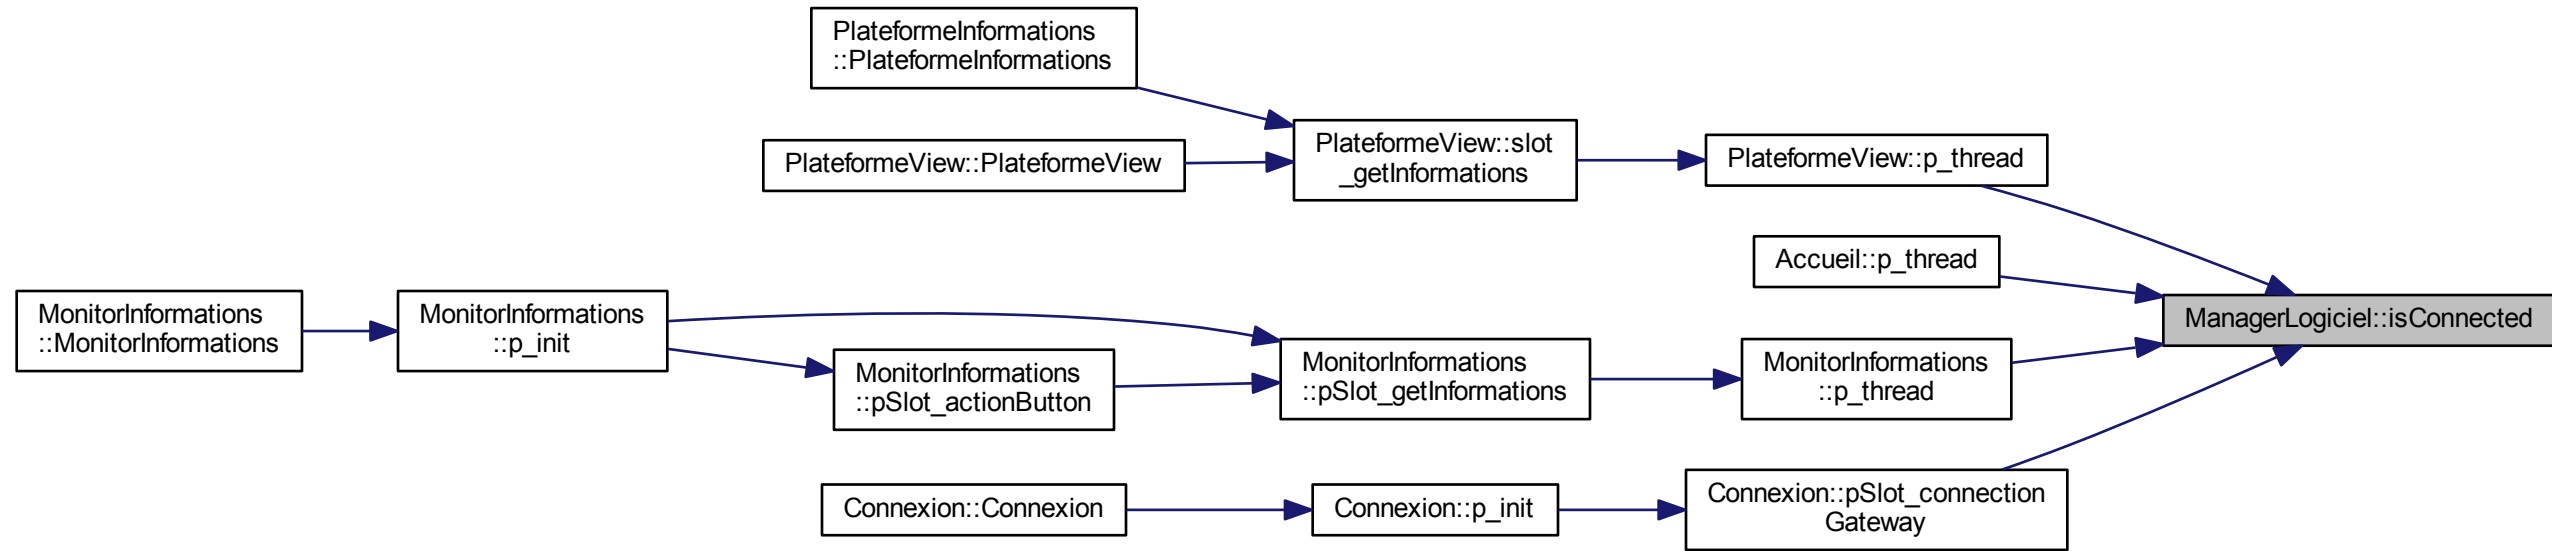 PlateformeInformations
::PlateformeInformations
PlateformeView::PlateformeView
PlateformeView::slot
_getInformations
PlateformeView::p_thread
Accueil::p_thread
ManagerLogiciel::isConnected
MonitorInformations
::MonitorInformations
MonitorInformations
::p_init
MonitorInformations
::pSlot_actionButton
MonitorInformations
::pSlot_getInformations
MonitorInformations
::p_thread
Connexion::Connexion
Connexion::p_init
Connexion::pSlot_connection
Gateway